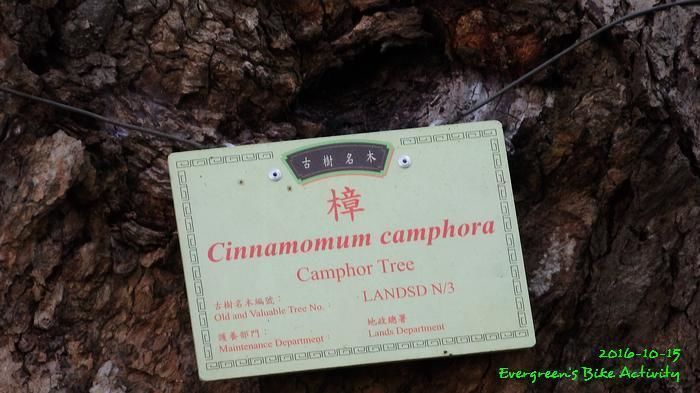 古樹名木
樟
Cinnamomum camphora
Camphor Tree
古樹名木編號：
Old and Valuable Tree No.
LANDSD N/3
護養部門：
Maintenance Department
地政總署
Lands Department
2016-10-15
Evergreen's Bike Activity